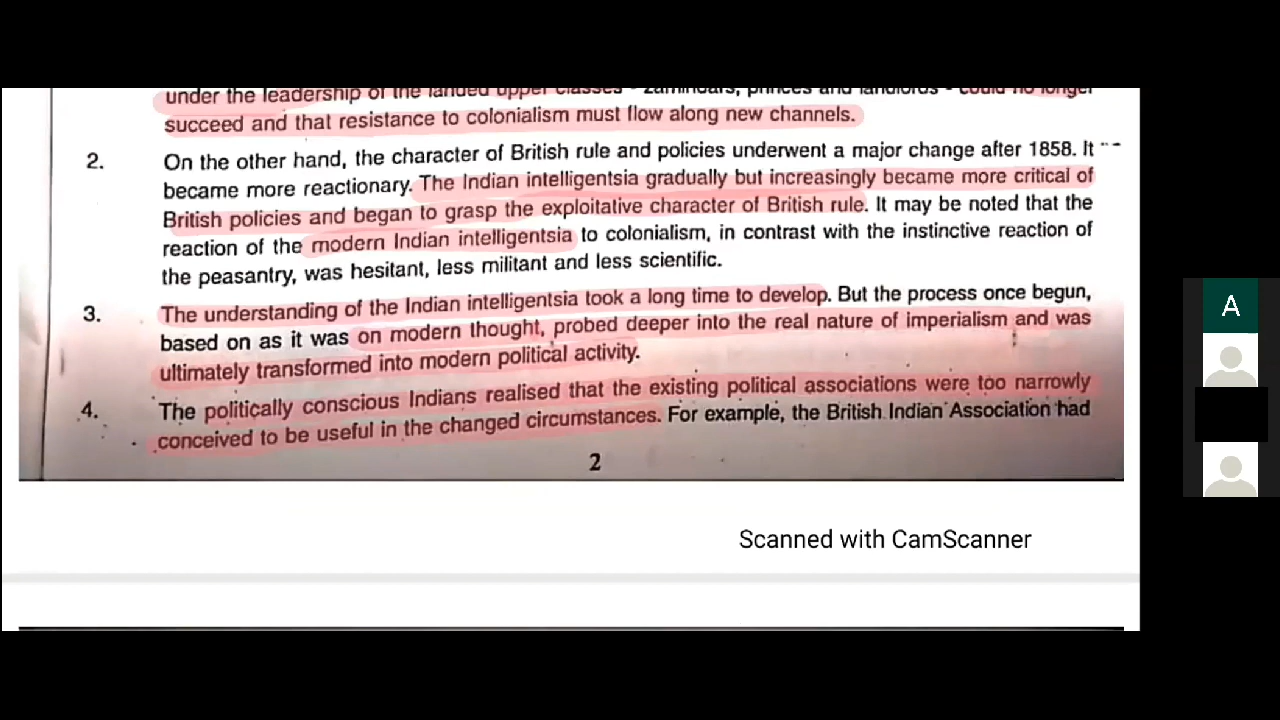 under the leadership of the landed upper classes - zamindars, princes and landlords - could no longer
succeed and that resistance to colonialism must flow along new channels.
2. On the other hand, the character of British rule and policies underwent a major change after 1858. It
became more reactionary. The Indian intelligentsia gradually but increasingly became more critical of
British policies and began to grasp the exploitative character of British rule. It may be noted that the
reaction of the modern Indian intelligentsia to colonialism, in contrast with the instinctive reaction of
the peasantry, was hesitant, less militant and less scientific.
3. The understanding of the Indian intelligentsia took a long time to develop. But the process once begun,
based on as it was on modern thought, probed deeper into the real nature of imperialism and was
ultimately transformed into modern political activity.
4. The politically conscious Indians realised that the existing political associations were too narrowly
conceived to be useful in the changed circumstances. For example, the British Indian Association had
2
Scanned with CamScanner
A